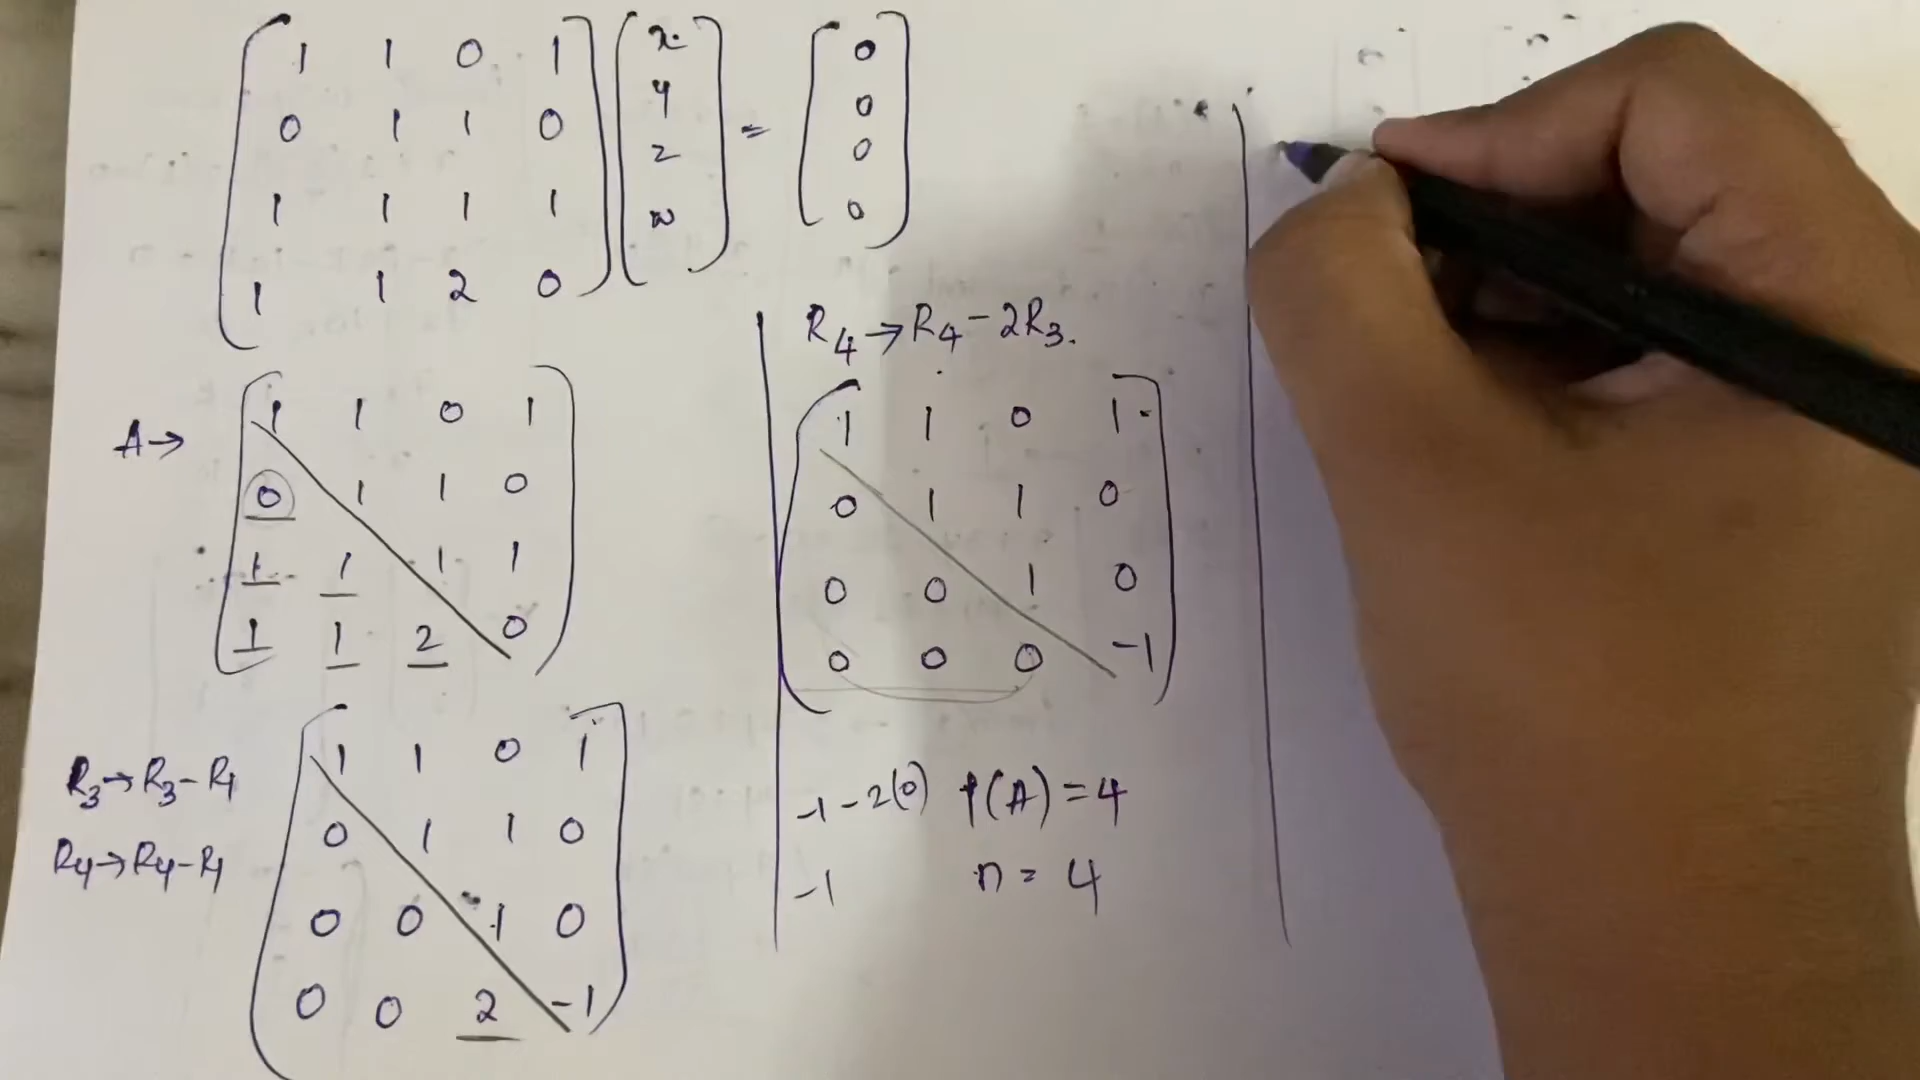 1 1 0 1 x 0
0 1 1 0 y 0
1 1 1 1 z = 0
1 1 2 0 w 0
A→
1 1 0 1
0 1 1 0
1 1 1 1
1 1 2 0
R3→R3-R1
R4→R4-R1
1 1 0 1
0 1 1 0
0 0 1 0
0 0 2 -1
R4→R4-2R3.
1 1 0 1
0 1 1 0
0 0 1 0
0 0 0 -1
-1-2(0) ρ(A)=4
-1 n=4